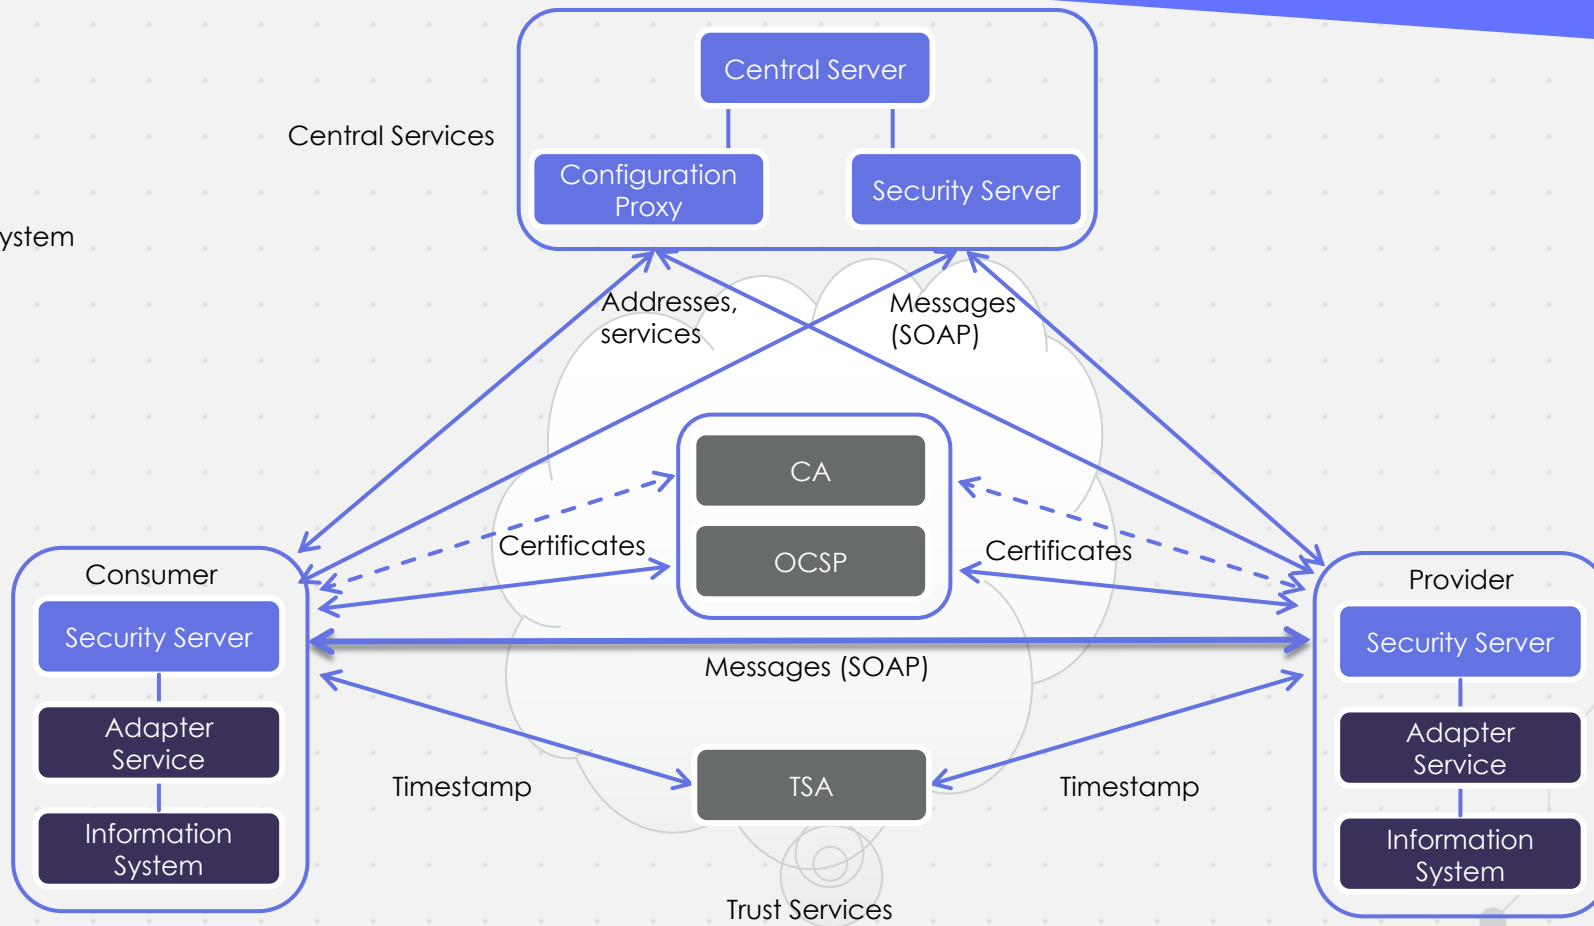 Central Server
Central Services
Configuration
Proxy
Security Server
ystem
Addresses,
services
Messages
(SOAP)
CA
OCSP
Certificates
Certificates
Consumer
Security Server
Adapter
Service
Information
System
Provider
Security Server
Adapter
Service
Information
System
Messages (SOAP)
Timestamp
TSA
Timestamp
Trust Services